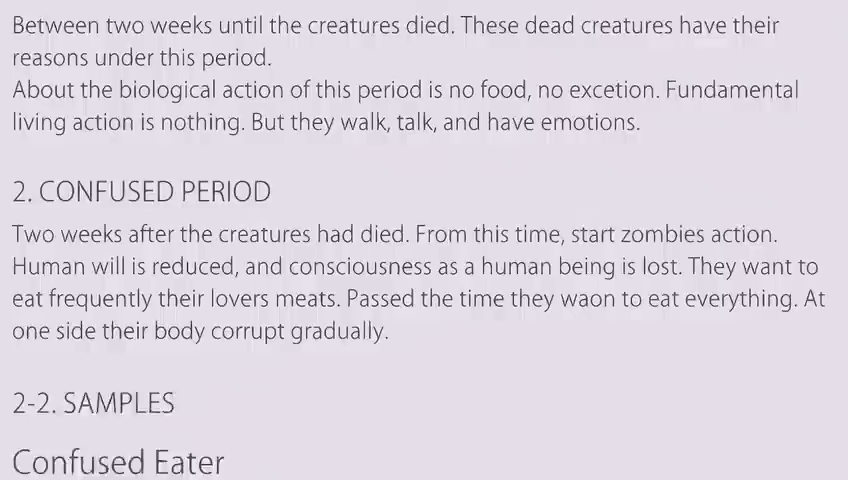 Between two weeks until the creatures died. These dead creatures have their
reasons under this period.
About the biological action of this period is no food, no excetion. Fundamental
living action is nothing. But they walk, talk, and have emotions.
2. CONFUSED PERIOD
Two weeks after the creatures had died. From this time, start zombies action.
Human will is reduced, and consciousness as a human being is lost. They want to
eat frequently their lovers meats. Passed the time they waon to eat everything. At
one side their body corrupt gradually.
2-2. SAMPLES
Confused Eater